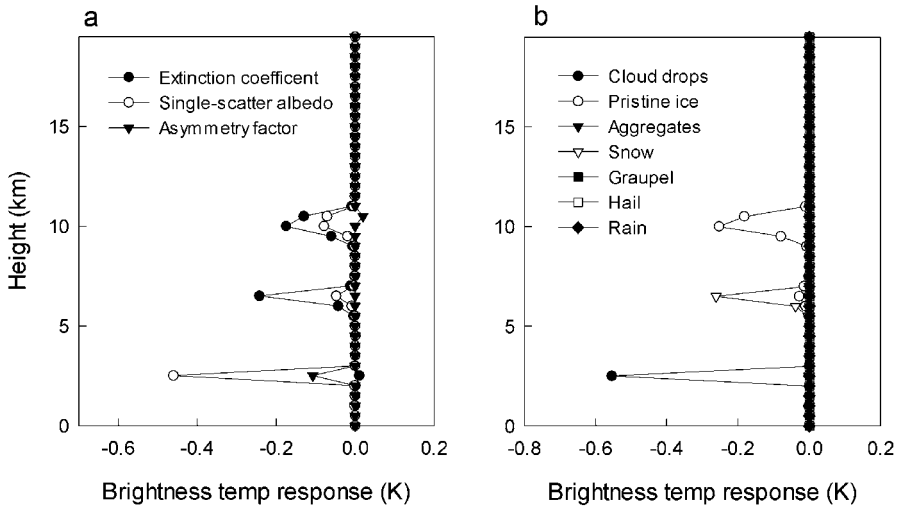 a
Extinction coefficent
Single-scatter albedo
Asymmetry factor
15
10
5
0
Height (km)
-0.6
-0.4
-0.2
0.0
0.2
Brightness temp response (K)
b
Cloud drops
Pristine ice
Aggregates
Snow
Graupel
Hail
Rain
15
10
5
0
-0.8
-0.6
-0.4
-0.2
0.0
0.2
Brightness temp response (K)